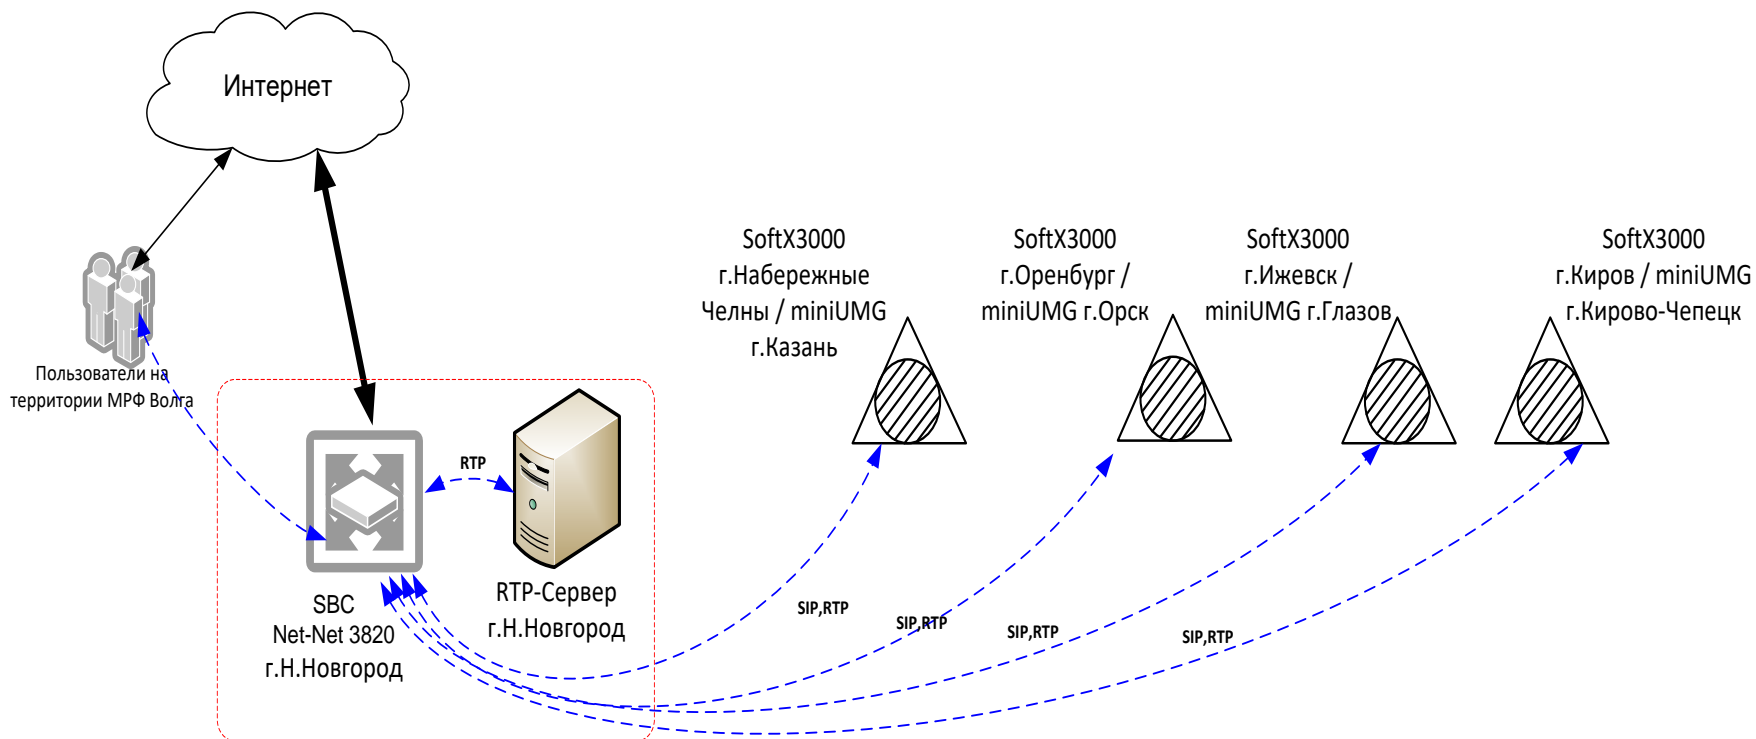 Интернет
Пользователи на
территории МРФ Волга
RTP
SBC
Net-Net 3820
г.Н.Новгород
RTP-Сервер
г.Н.Новгород
SoftX3000
г.Набережные
Челны / miniUMG
г.Казань
SoftX3000
г.Оренбург /
miniUMG г.Орск
SoftX3000
г.Ижевск /
miniUMG г.Глазов
SoftX3000
г.Киров / miniUMG
г.Кирово-Чепецк
SIP,RTP
SIP,RTP
SIP,RTP
SIP,RTP